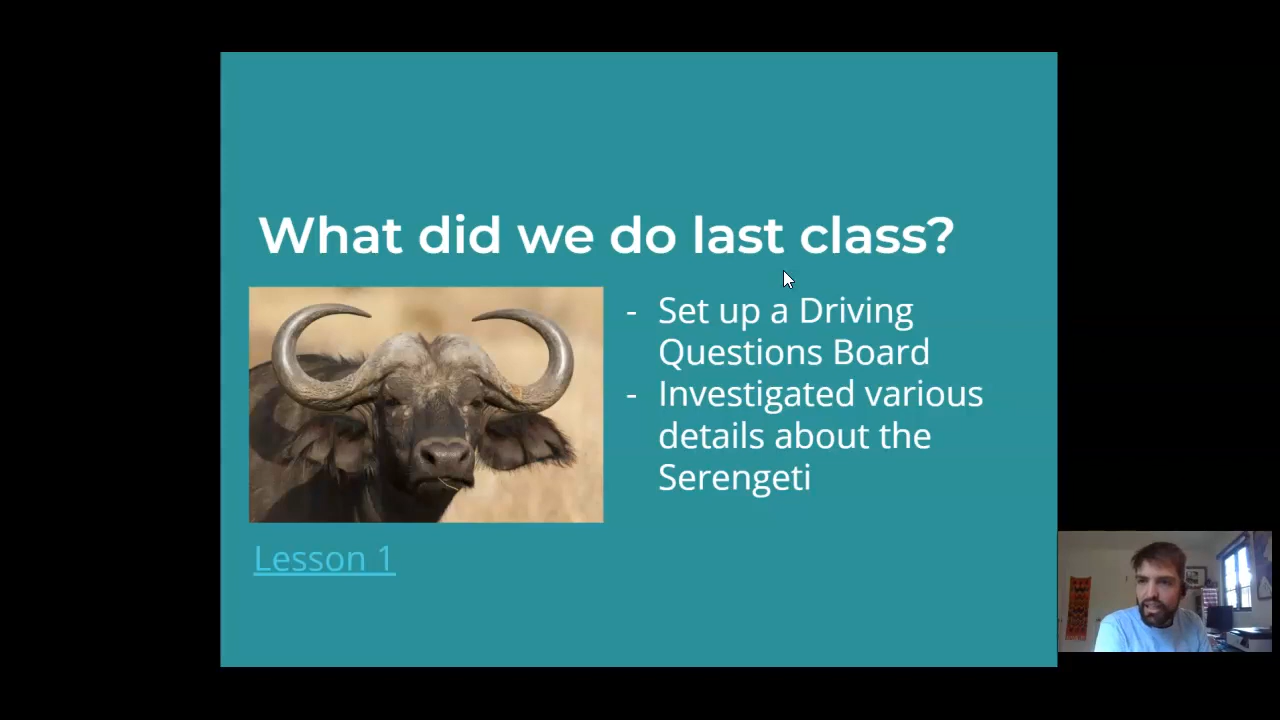 What did we do last class?
- Set up a Driving
Questions Board
- Investigated various
details about the
Serengeti
Lesson 1